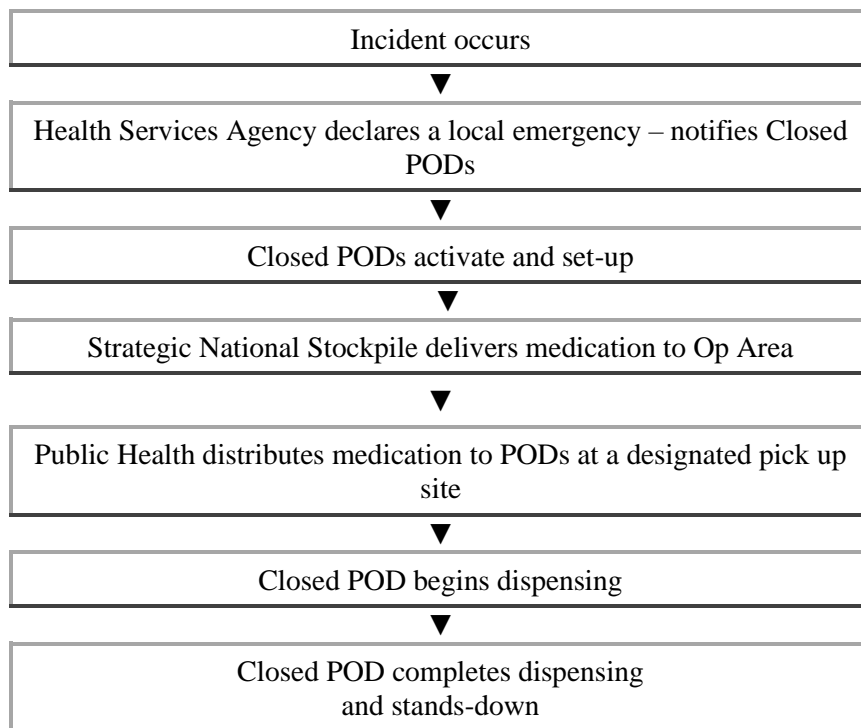 Incident occurs
Health Services Agency declares a local emergency – notifies Closed
PODs
Closed PODs activate and set-up
Strategic National Stockpile delivers medication to Op Area
Public Health distributes medication to PODs at a designated pick up
site
Closed POD begins dispensing
Closed POD completes dispensing
and stands-down